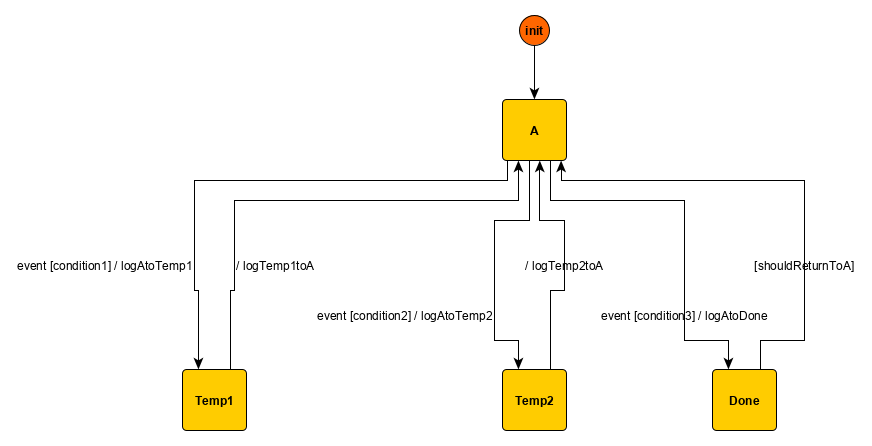 init
A
event [condition1] / logAtoTemp1
/ logTemp1toA
/ logTemp2toA
[shouldReturnToA]
event [condition2] / logAtoTemp2
event [condition3] / logAtoDone
Temp1
Temp2
Done